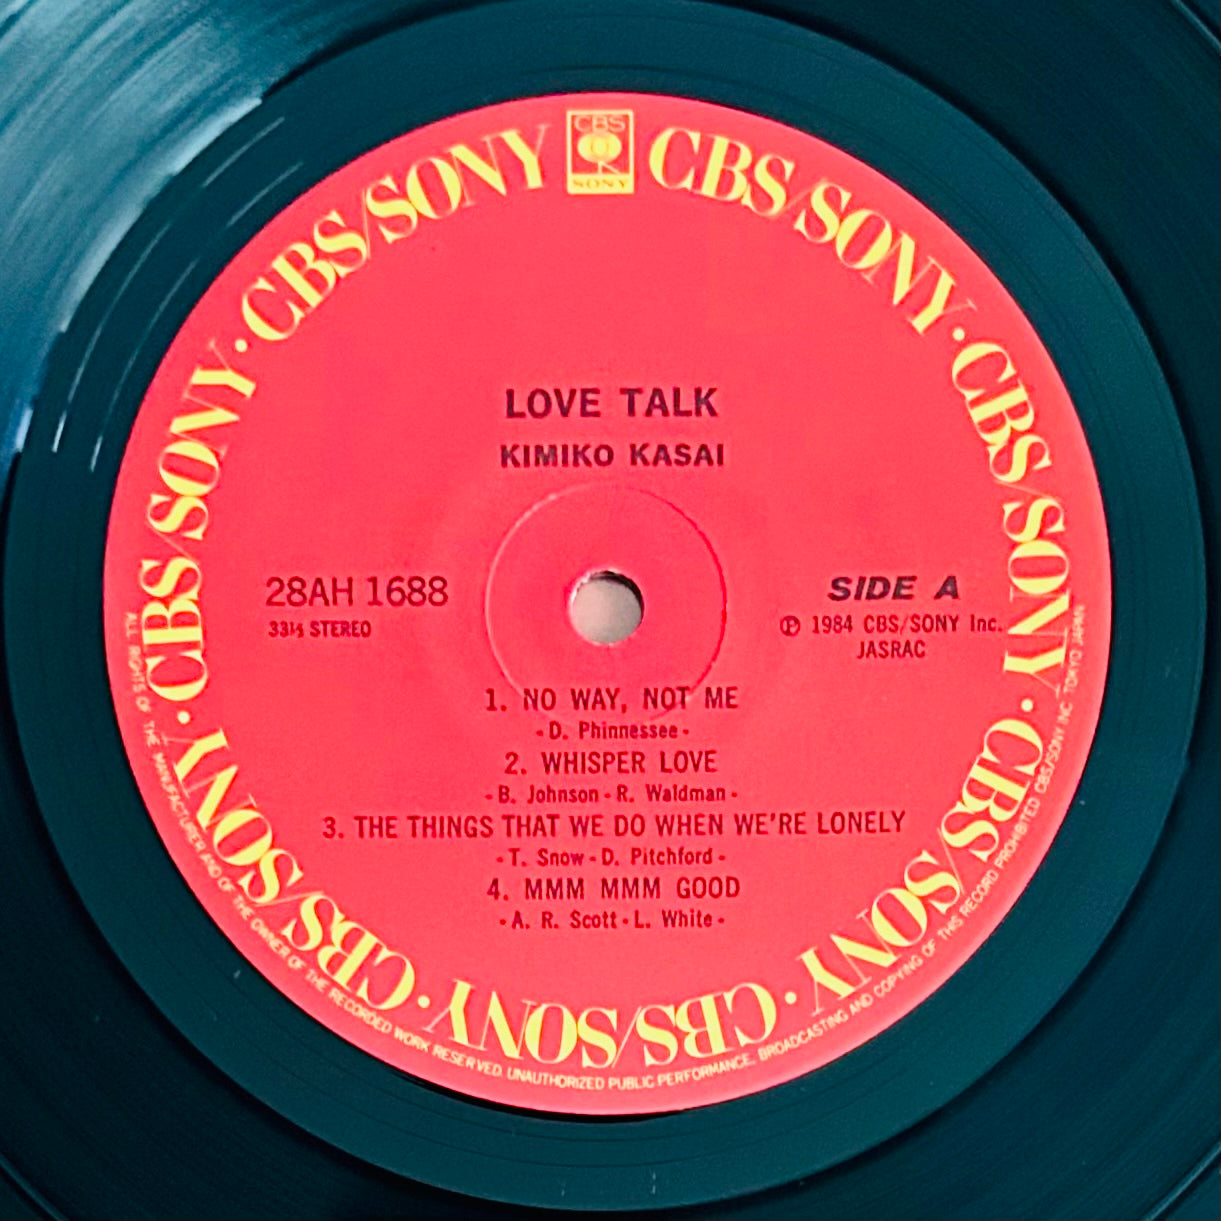 CBS
SONY
CBS/SONY · CBS/SONY · CBS/SONY · CBS/SONY · CBS/SONY · CBS/SONY · CBS/SONY · CBS/SONY
LOVE TALK
KIMIKO KASAI
28AH 1688
33⅓ STEREO
SIDE A
Ⓟ 1984 CBS/SONY Inc.
JASRAC
1. NO WAY, NOT ME
- D. Phinnessee -
2. WHISPER LOVE
- B. Johnson - R. Waldman -
3. THE THINGS THAT WE DO WHEN WE'RE LONELY
- T. Snow - D. Pitchford -
4. MMM MMM GOOD
- A. R. Scott - L. White -
ALL RIGHTS OF THE MANUFACTURER AND OF THE OWNER OF THE RECORDED WORK RESERVED. UNAUTHORIZED PUBLIC PERFORMANCE, BROADCASTING AND COPYING OF THIS RECORD PROHIBITED CBS/SONY INC TOKYO JAPAN